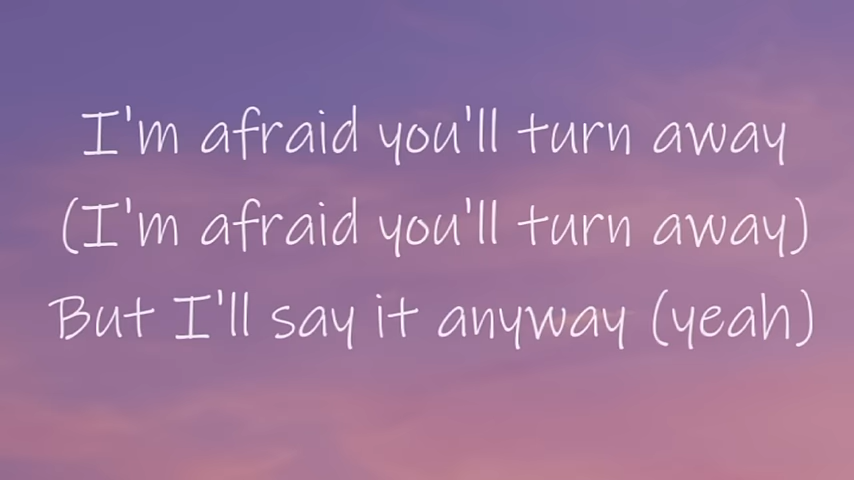 I'm afraid you'll turn away
(I'm afraid you'll turn away)
But I'll say it anyway (yeah)